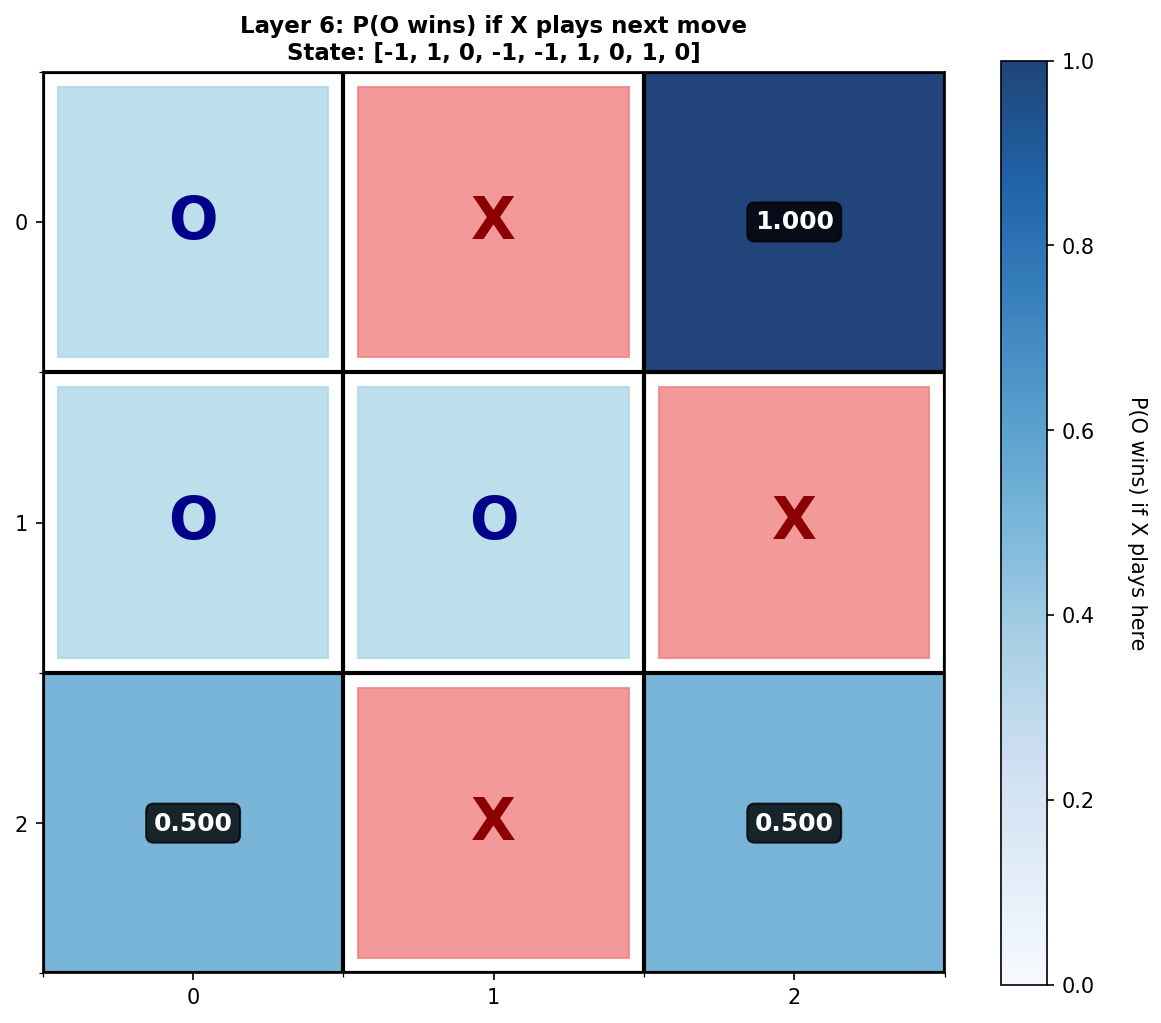 Layer 6: P(O wins) if X plays next move
State: [-1, 1, 0, -1, -1, 1, 0, 1, 0]
0
O
X
1.000
1
O
O
X
2
0.500
X
0.500
0
1
2
1.0
0.8
0.6
0.4
0.2
0.0
P(O wins) if X plays here